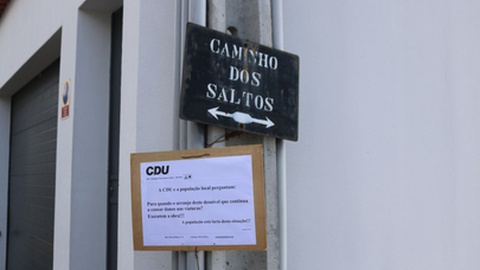 CAMINHO
DOS
SALTOS
CDU
A CDU e a população local perguntam:
Para quando o arranjo deste desnível que continua
a causar danos nas viaturas?
Executem a obra!!!
A população está farta desta situação!!!